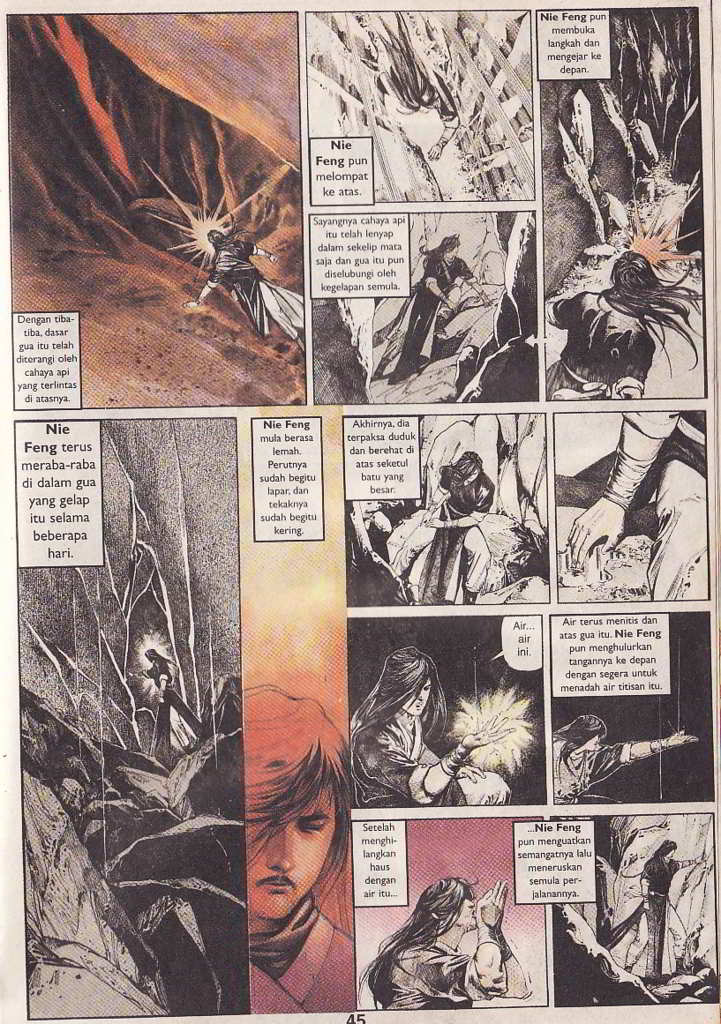 Dengan tiba-
tiba, dasar
gua itu telah
diterangi oleh
cahaya api
yang terlintas
di atasnya.
Nie
Feng pun
melompat
ke atas.
Sayangnya cahaya api
itu telah lenyap
dalam sekelip mata
saja dan gua itu pun
diselubungi oleh
kegelapan semula.
Nie Feng pun
membuka
langkah dan
mengejar ke
depan.
Nie
Feng terus
meraba-raba
di dalam gua
yang gelap
itu selama
beberapa
hari.
Nie Feng
mula berasa
lemah.
Perutnya
sudah begitu
lapar, dan
tekaknya
sudah begitu
kering.
Akhirnya, dia
terpaksa duduk
dan berehat di
atas seketul
batu yang
besar.
Air...
air
ini.
Air terus menitis dan
atas gua itu. Nie Feng
pun menghulurkan
tangannya ke depan
dengan segera untuk
menadah air titisan itu.
Setelah
menghi-
langkan
haus
dengan
air itu...
...Nie Feng
pun menguatkan
semangatnya lalu
meneruskan
semula per-
jalanannya.
45